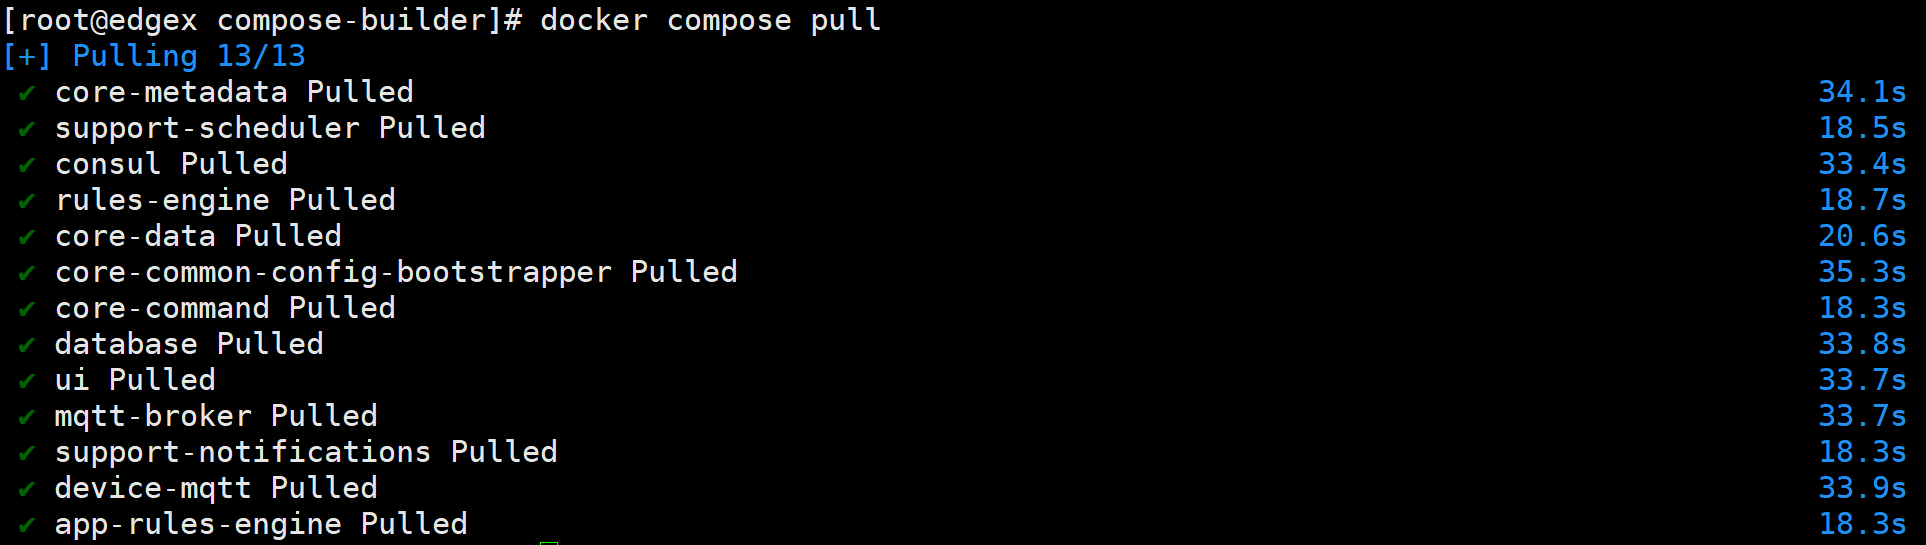 [root@edgex compose-builder]# docker compose pull
[+] Pulling 13/13
✔ core-metadata Pulled 34.1s
✔ support-scheduler Pulled 18.5s
✔ consul Pulled 33.4s
✔ rules-engine Pulled 18.7s
✔ core-data Pulled 20.6s
✔ core-common-config-bootstrapper Pulled 35.3s
✔ core-command Pulled 18.3s
✔ database Pulled 33.8s
✔ ui Pulled 33.7s
✔ mqtt-broker Pulled 33.7s
✔ support-notifications Pulled 18.3s
✔ device-mqtt Pulled 33.9s
✔ app-rules-engine Pulled 18.3s